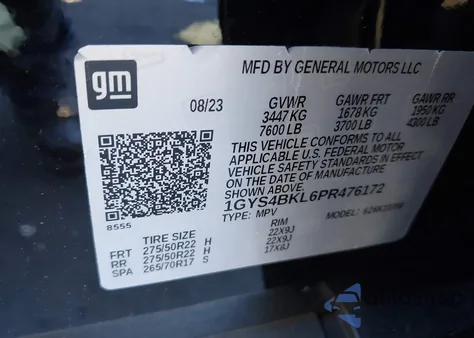 gm
MFD BY GENERAL MOTORS LLC
08/23 GVWR GAWR FRT GAWR RR
3447 KG 1678 KG 1950 KG
7600 LB 3700 LB 4300 LB
THIS VEHICLE CONFORMS TO ALL
APPLICABLE U.S. FEDERAL MOTOR
VEHICLE SAFETY STANDARDS IN EFFECT
ON THE DATE OF MANUFACTURE
SHOWN ABOVE.
1GYS4BKL6PR476172
TYPE: MPV MODEL:
8555
TIRE SIZE RIM
FRT 275/50R22 H 22X9J
RR 275/50R22 H 22X9J
SPA 265/70R17 S 17X8J